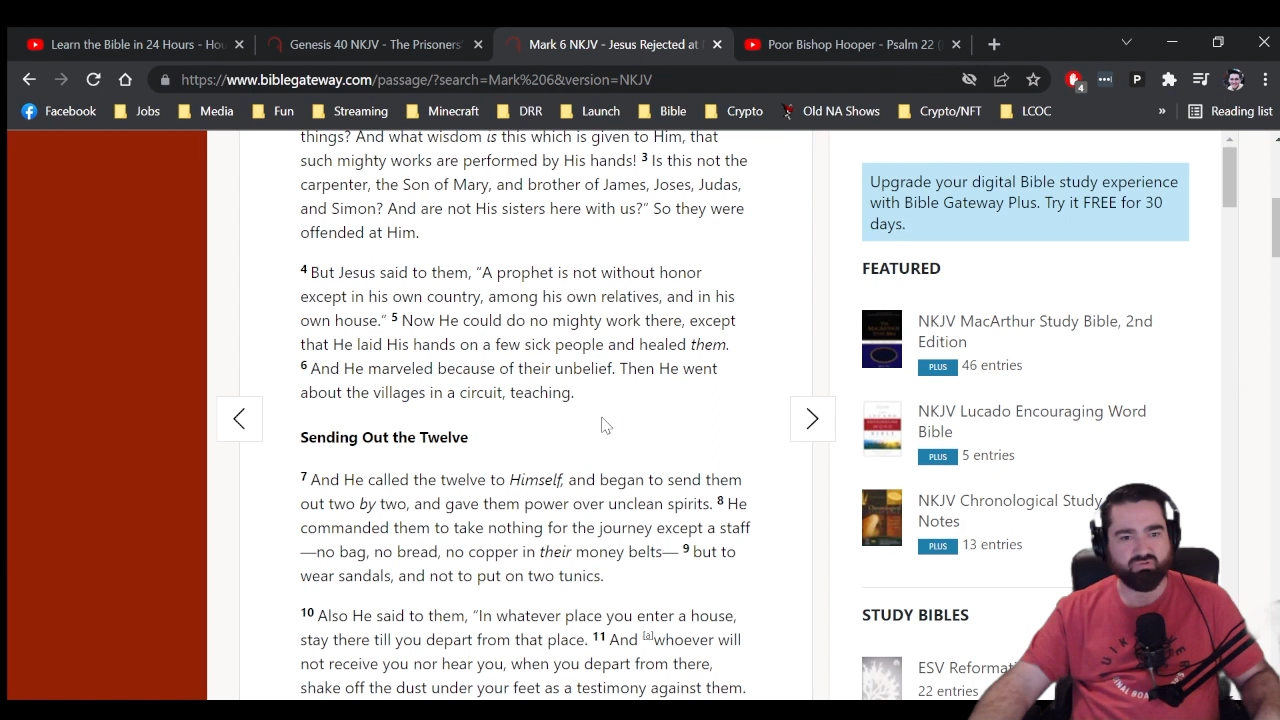 Learn the Bible in 24 Hours - Hou
Genesis 40 NKJV - The Prisoners'
Mark 6 NKJV - Jesus Rejected at
Poor Bishop Hooper - Psalm 22 (
https://www.biblegateway.com/passage/?search=Mark%206&version=NKJV
4
P
Facebook
Jobs
Media
Fun
Streaming
Minecraft
DRR
Launch
Bible
Crypto
Old NA Shows
Crypto/NFT
LCOC
»
Reading list
things? And what wisdom is this which is given to Him, that
such mighty works are performed by His hands! 3 Is this not the
carpenter, the Son of Mary, and brother of James, Joses, Judas,
and Simon? And are not His sisters here with us?” So they were
offended at Him.
4 But Jesus said to them, “A prophet is not without honor
except in his own country, among his own relatives, and in his
own house.” 5 Now He could do no mighty work there, except
that He laid His hands on a few sick people and healed them.
6 And He marveled because of their unbelief. Then He went
about the villages in a circuit, teaching.
Sending Out the Twelve
7 And He called the twelve to Himself, and began to send them
out two by two, and gave them power over unclean spirits. 8 He
commanded them to take nothing for the journey except a staff
—no bag, no bread, no copper in their money belts— 9 but to
wear sandals, and not to put on two tunics.
10 Also He said to them, “In whatever place you enter a house,
stay there till you depart from that place. 11 And [a]whoever will
not receive you nor hear you, when you depart from there,
shake off the dust under your feet as a testimony against them.
Upgrade your digital Bible study experience
with Bible Gateway Plus. Try it FREE for 30
days.
FEATURED
NKJV MacArthur Study Bible, 2nd
Edition
PLUS 46 entries
NKJV Lucado Encouraging Word
Bible
PLUS 5 entries
NKJV Chronological Study
Notes
PLUS 13 entries
STUDY BIBLES
ESV Reformati
22 entries